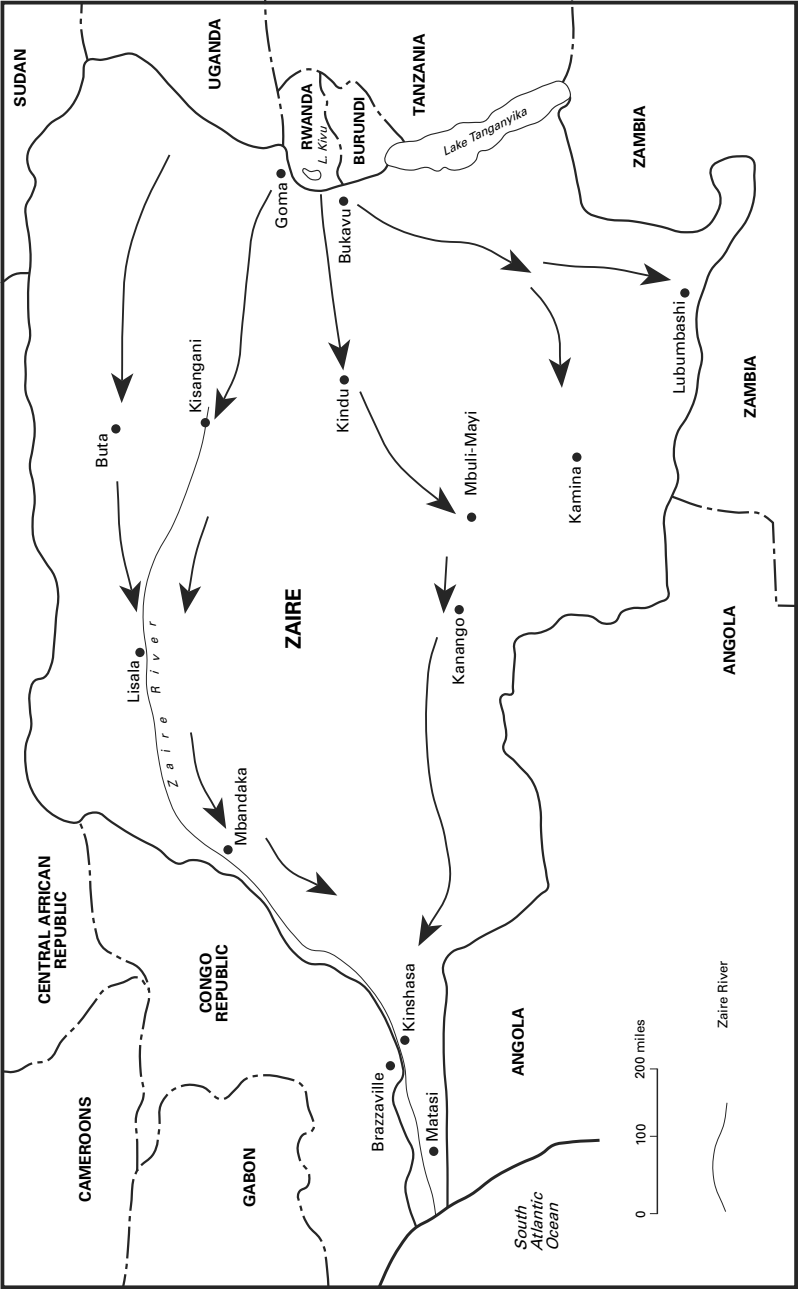 SUDAN
UGANDA
TANZANIA
RWANDA
L. Kivu
BURUNDI
Lake Tanganyika
ZAMBIA
Goma
Bukavu
Lubumbashi
ZAMBIA
Kisangani
Buta
Kindu
Mbuli-Mayi
Kamina
ZAIRE
Lisala
Zaire River
Kanango
ANGOLA
Mbandaka
CENTRAL AFRICAN
REPUBLIC
CONGO
REPUBLIC
Kinshasa
Brazzaville
Matasi
ANGOLA
CAMEROONS
GABON
South
Atlantic
Ocean
0
100
200 miles
Zaire River